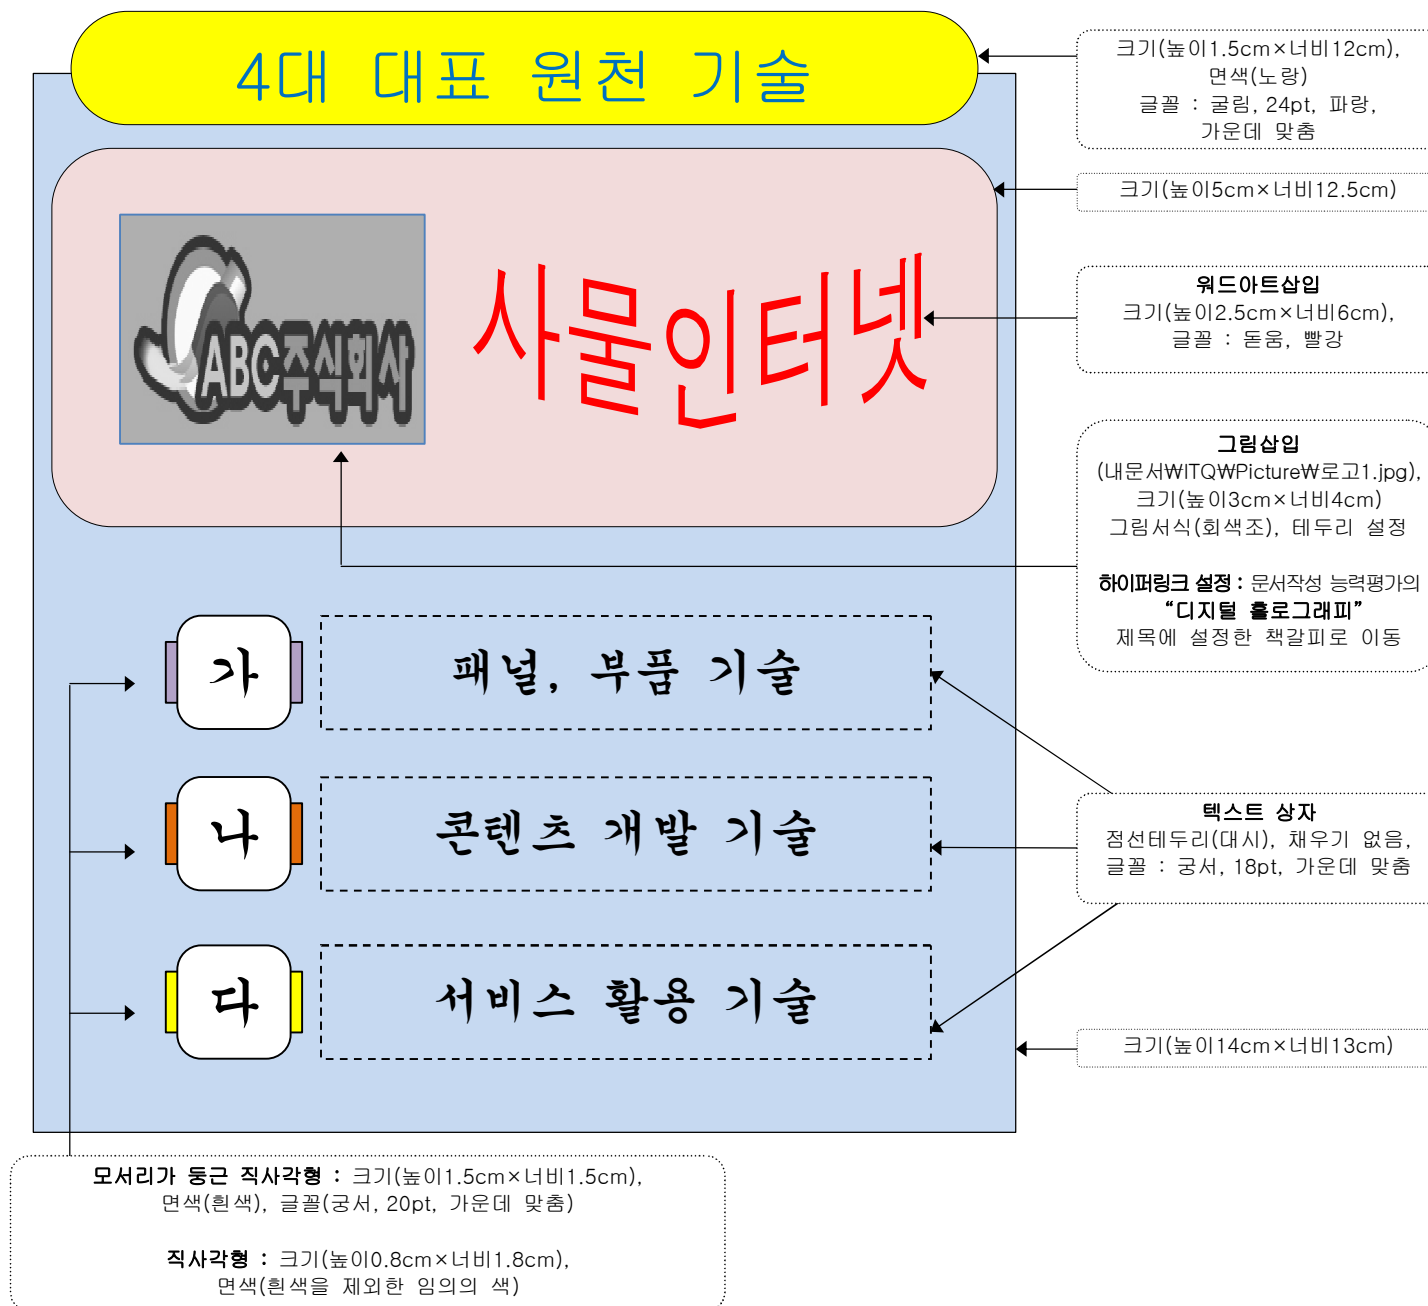 4대 대표 원천 기술
크기(높이1.5cm×너비12cm),
면색(노랑)
글꼴 : 굴림, 24pt, 파랑,
가운데 맞춤
크기(높이5cm×너비12.5cm)
ABC주식회사
사물인터넷
워드아트삽입
크기(높이2.5cm×너비6cm),
글꼴 : 돋움, 빨강
그림삽입
(내문서₩ITQ₩Picture₩로고1.jpg),
크기(높이3cm×너비4cm)
그림서식(회색조), 테두리 설정
하이퍼링크 설정 : 문서작성 능력평가의
“디지털 홀로그래피”
제목에 설정한 책갈피로 이동
가
패널, 부품 기술
나
콘텐츠 개발 기술
텍스트 상자
점선테두리(대시), 채우기 없음,
글꼴 : 궁서, 18pt, 가운데 맞춤
다
서비스 활용 기술
크기(높이14cm×너비13cm)
모서리가 둥근 직사각형 : 크기(높이1.5cm×너비1.5cm),
면색(흰색), 글꼴(궁서, 20pt, 가운데 맞춤)
직사각형 : 크기(높이0.8cm×너비1.8cm),
면색(흰색을 제외한 임의의 색)